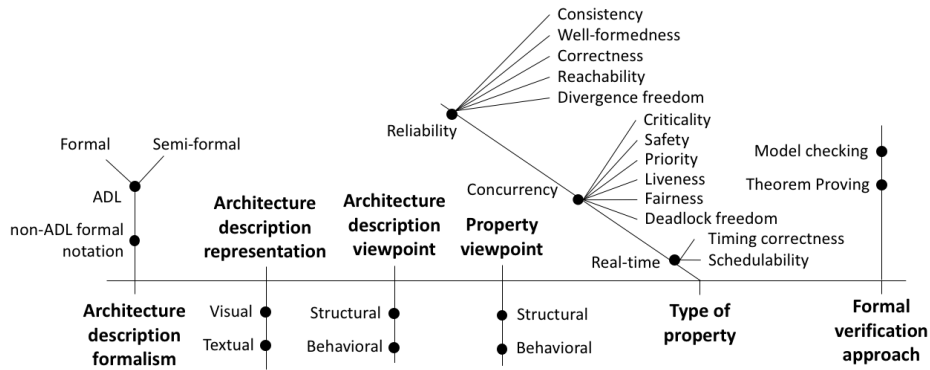 Consistency
Well-formedness
Correctness
Reachability
Divergence freedom
Reliability
Criticality
Safety
Priority
Liveness
Fairness
Deadlock freedom
Concurrency
Timing correctness
Schedulability
Real-time
Formal
Semi-formal
ADL
non-ADL formal
notation
Architecture
description
formalism
Architecture
description
representation
Visual
Textual
Architecture
description
viewpoint
Structural
Behavioral
Property
viewpoint
Structural
Behavioral
Type of
property
Model checking
Theorem Proving
Formal
verification
approach